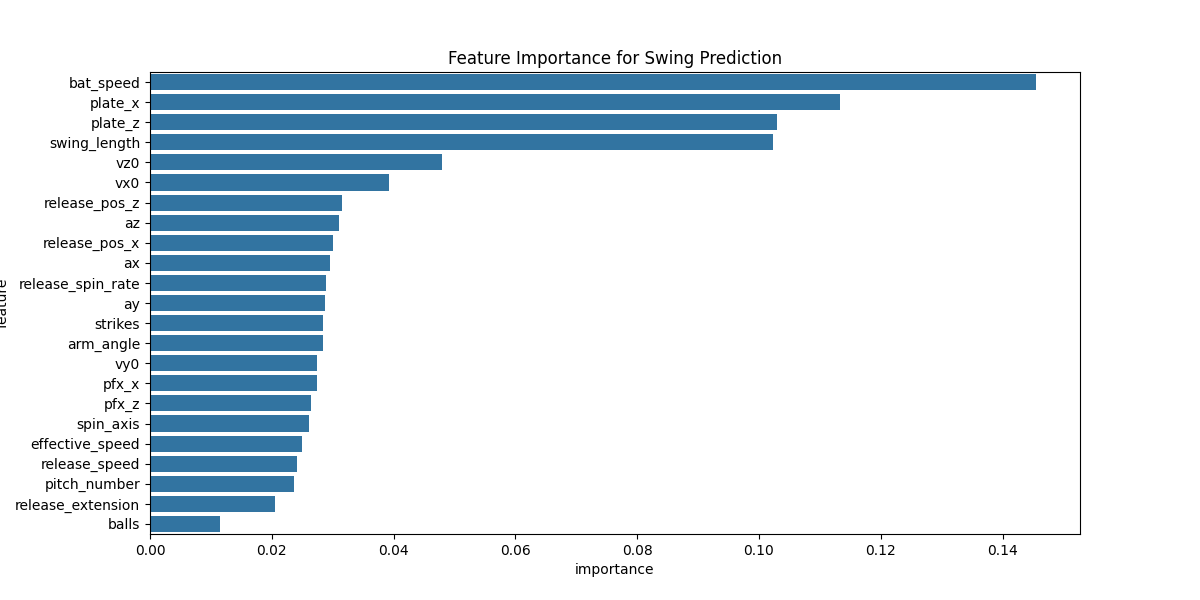 Feature Importance for Swing Prediction
bat_speed
plate_x
plate_z
swing_length
vz0
vx0
release_pos_z
az
release_pos_x
ax
release_spin_rate
ay
strikes
arm_angle
vy0
pfx_x
pfx_z
spin_axis
effective_speed
release_speed
pitch_number
release_extension
balls
feature
0.00 0.02 0.04 0.06 0.08 0.10 0.12 0.14
importance